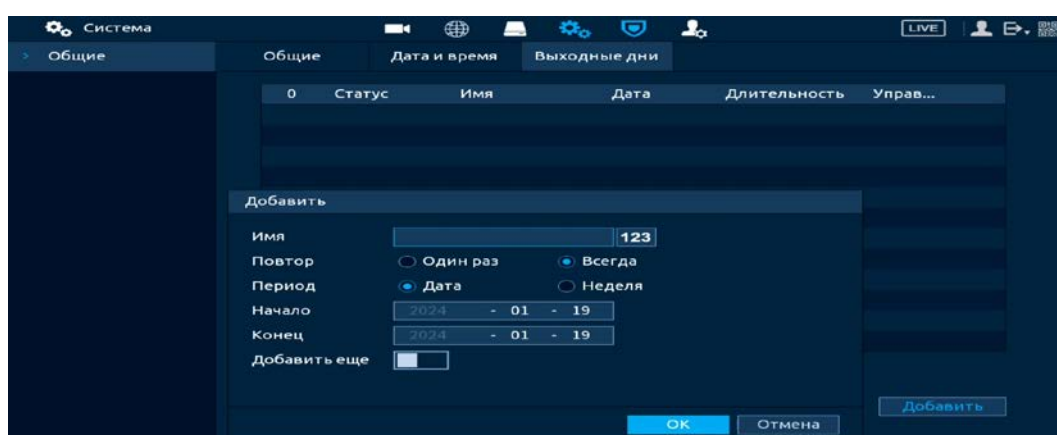 Система LIVE
> Общие Общие Дата и время Выходные дни
0 Статус Имя Дата Длительность Управ...
Добавить
Имя 123
Повтор Один раз Всегда
Период Дата Неделя
Начало 2024 - 01 - 19
Конец 2024 - 01 - 19
Добавить еще
Добавить
OK Отмена